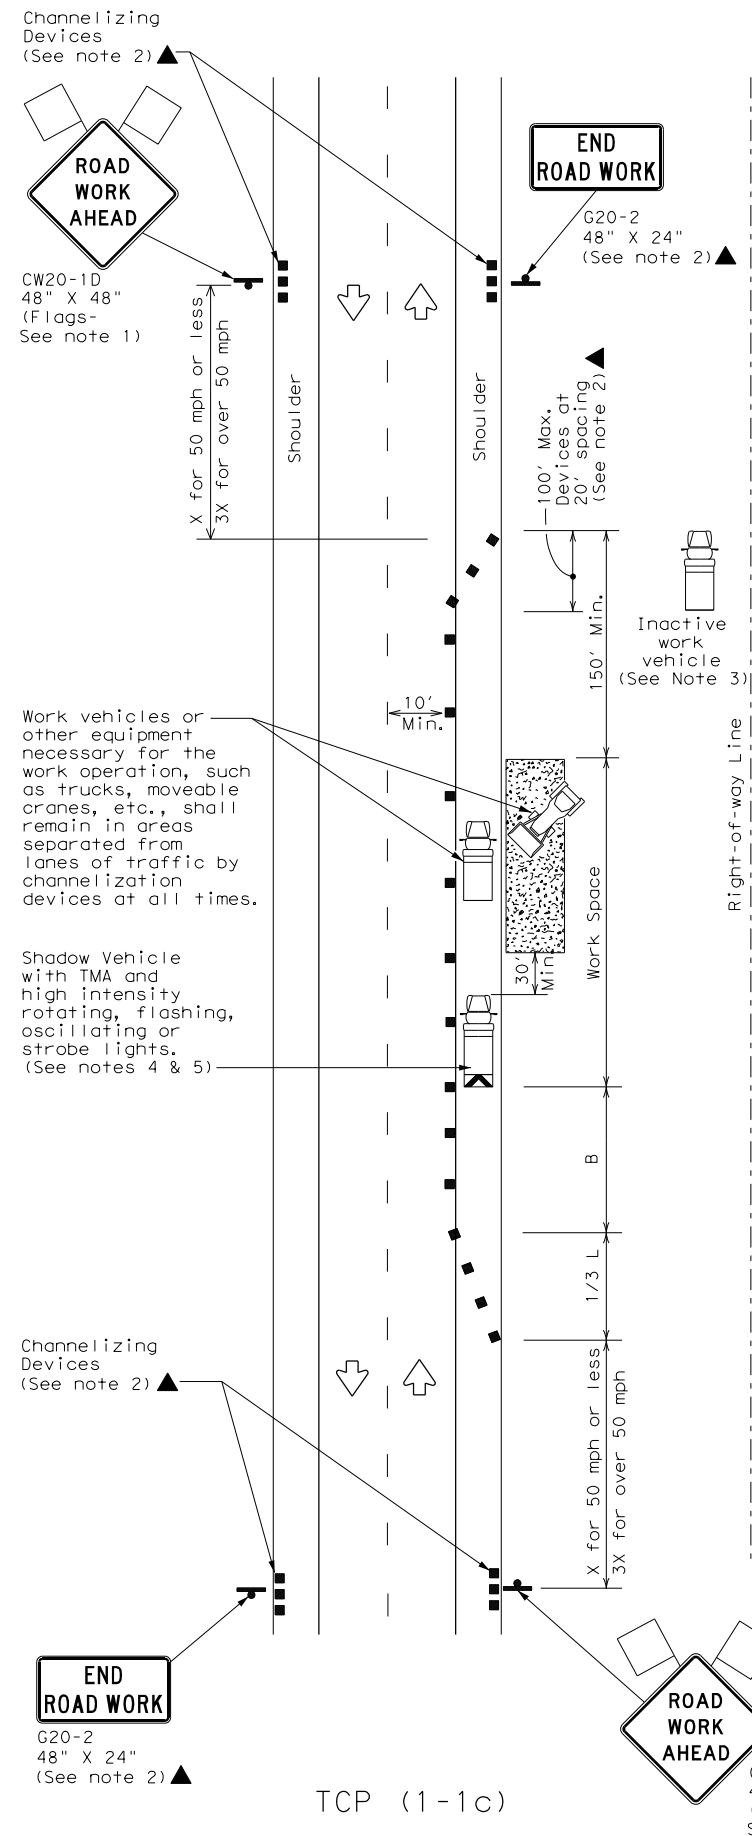 Channelizing
Devices
(See note 2)
ROAD
WORK
AHEAD
CW20-1D
48" X 48"
(Flags-
See note 1)
END
ROAD WORK
G20-2
48" X 24"
(See note 2)
X for 50 mph or less
3X for over 50 mph
Shoulder
Shoulder
100' Max.
Devices at
20' spacing
(See note 2)
150' Min.
Inactive
work
vehicle
(See Note 3)
10'
Min.
Right-of-way Line
Work vehicles or
other equipment
necessary for the
work operation, such
as trucks, moveable
cranes, etc., shall
remain in areas
separated from
lanes of traffic by
channelization
devices at all times.
Work Space
30'
Min.
Shadow Vehicle
with TMA and
high intensity
rotating, flashing,
oscillating or
strobe lights.
(See notes 4 & 5)
B
1/3 L
Channelizing
Devices
(See note 2)
X for 50 mph or less
3X for over 50 mph
END
ROAD WORK
G20-2
48" X 24"
(See note 2)
ROAD
WORK
AHEAD
TCP (1-1c)